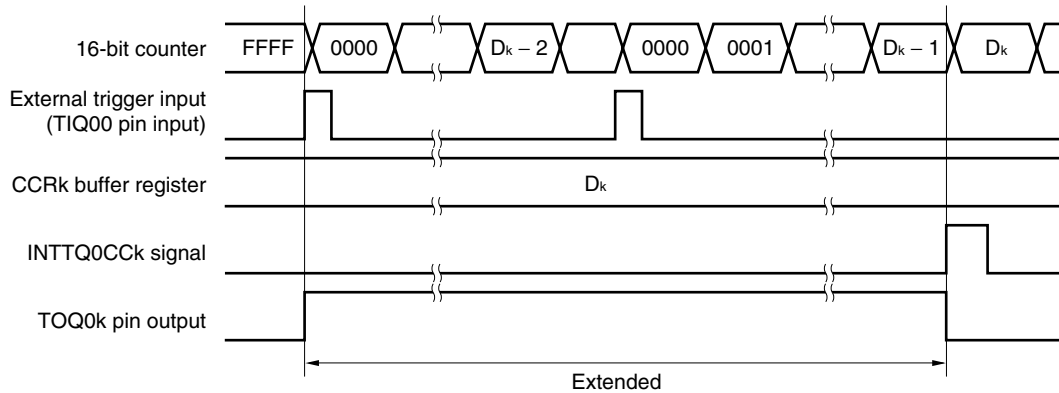 16-bit counter FFFF 0000 Dk − 2 0000 0001 Dk − 1 Dk
External trigger input
(TIQ00 pin input)
CCRk buffer register Dk
INTTQ0CCk signal
TOQ0k pin output
Extended